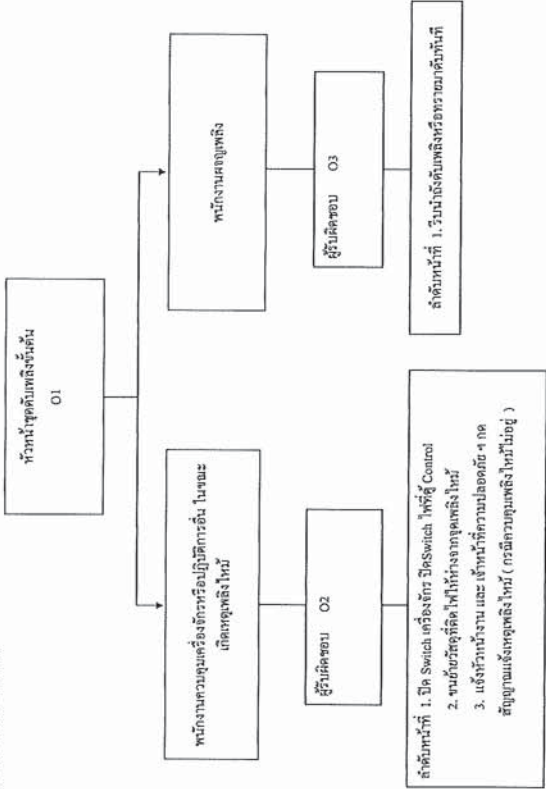 หัวหน้าชุดดับเพลิงขั้นต้น
O1
พนักงานควบคุมเครื่องจักรหรือปฏิบัติการอื่น ในขณะ
เกิดเหตุเพลิงไหม้
ผู้รับผิดชอบ O2
ลำดับหน้าที่ 1. ปิด Switch เครื่องจักร ปิดSwitch ไฟที่ตู้ Control
2. ขนย้ายวัสดุที่ติดไฟให้ห่างจากจุดเพลิงไหม้
3. แจ้งหัวหน้างาน และ เจ้าหน้าที่ความปลอดภัย ฯ กด
สัญญาณแจ้งเหตุเพลิงไหม้ ( กรณีควบคุมเพลิงไหม้ไม่อยู่ )
พนักงานผจญเพลิง
ผู้รับผิดชอบ O3
ลำดับหน้าที่ 1. รีบนำถังดับเพลิงหรือทรายมาดับทันที